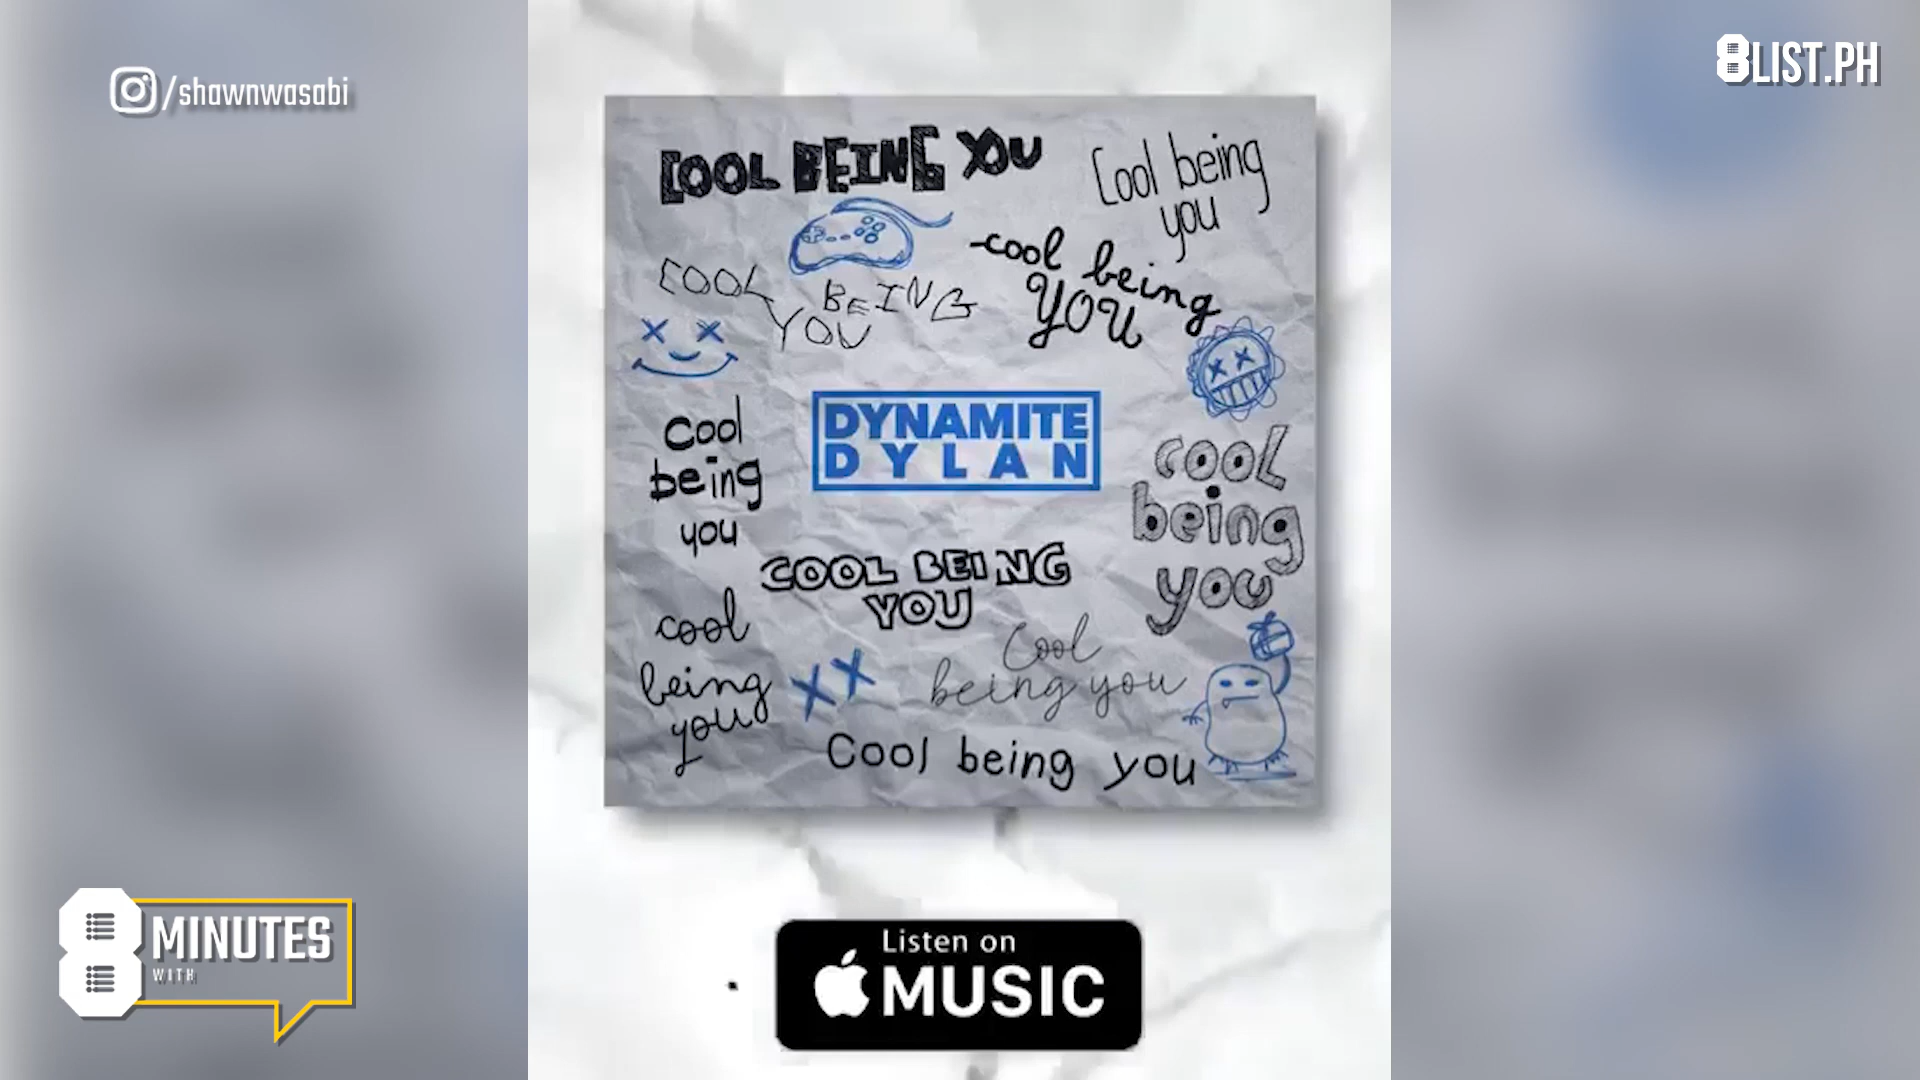 /shawnwasabi
8LIST.PH
COOL BEING YOU
Cool being
you
COOL BEING
YOU
cool being
YOU
DYNAMITE
DYLAN
Cool
being
you
cool
being
you
COOL BEING
YOU
cool
being
you
Cool
being you
Cool being you
8 MINUTES
WITH
Listen on
MUSIC